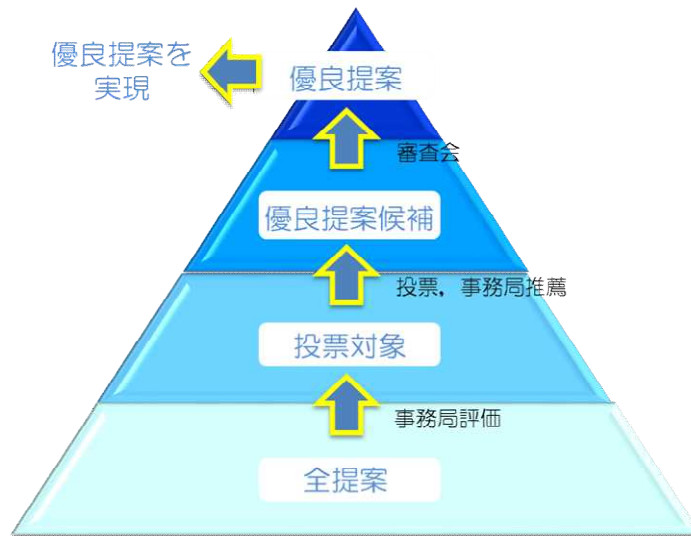 優良提案を
実現
優良提案
審査会
優良提案候補
投票，事務局推薦
投票対象
事務局評価
全提案